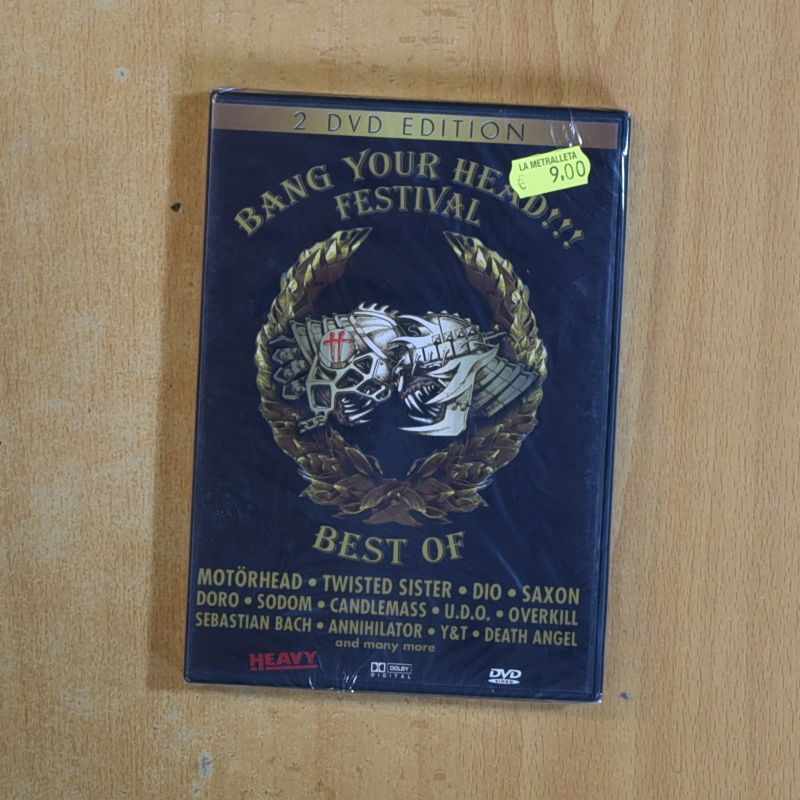 2 DVD EDITION
LA METRALLETA
€ 9,00
BANG YOUR HEAD!!!
FESTIVAL
H
BEST OF
MOTÖRHEAD • TWISTED SISTER • DIO • SAXON
DORO • SODOM • CANDLEMASS • U.D.O. • OVERKILL
SEBASTIAN BACH • ANNIHILATOR • Y&T • DEATH ANGEL
and many more
HEAVY
DOLBY
DIGITAL
DVD
VIDEO